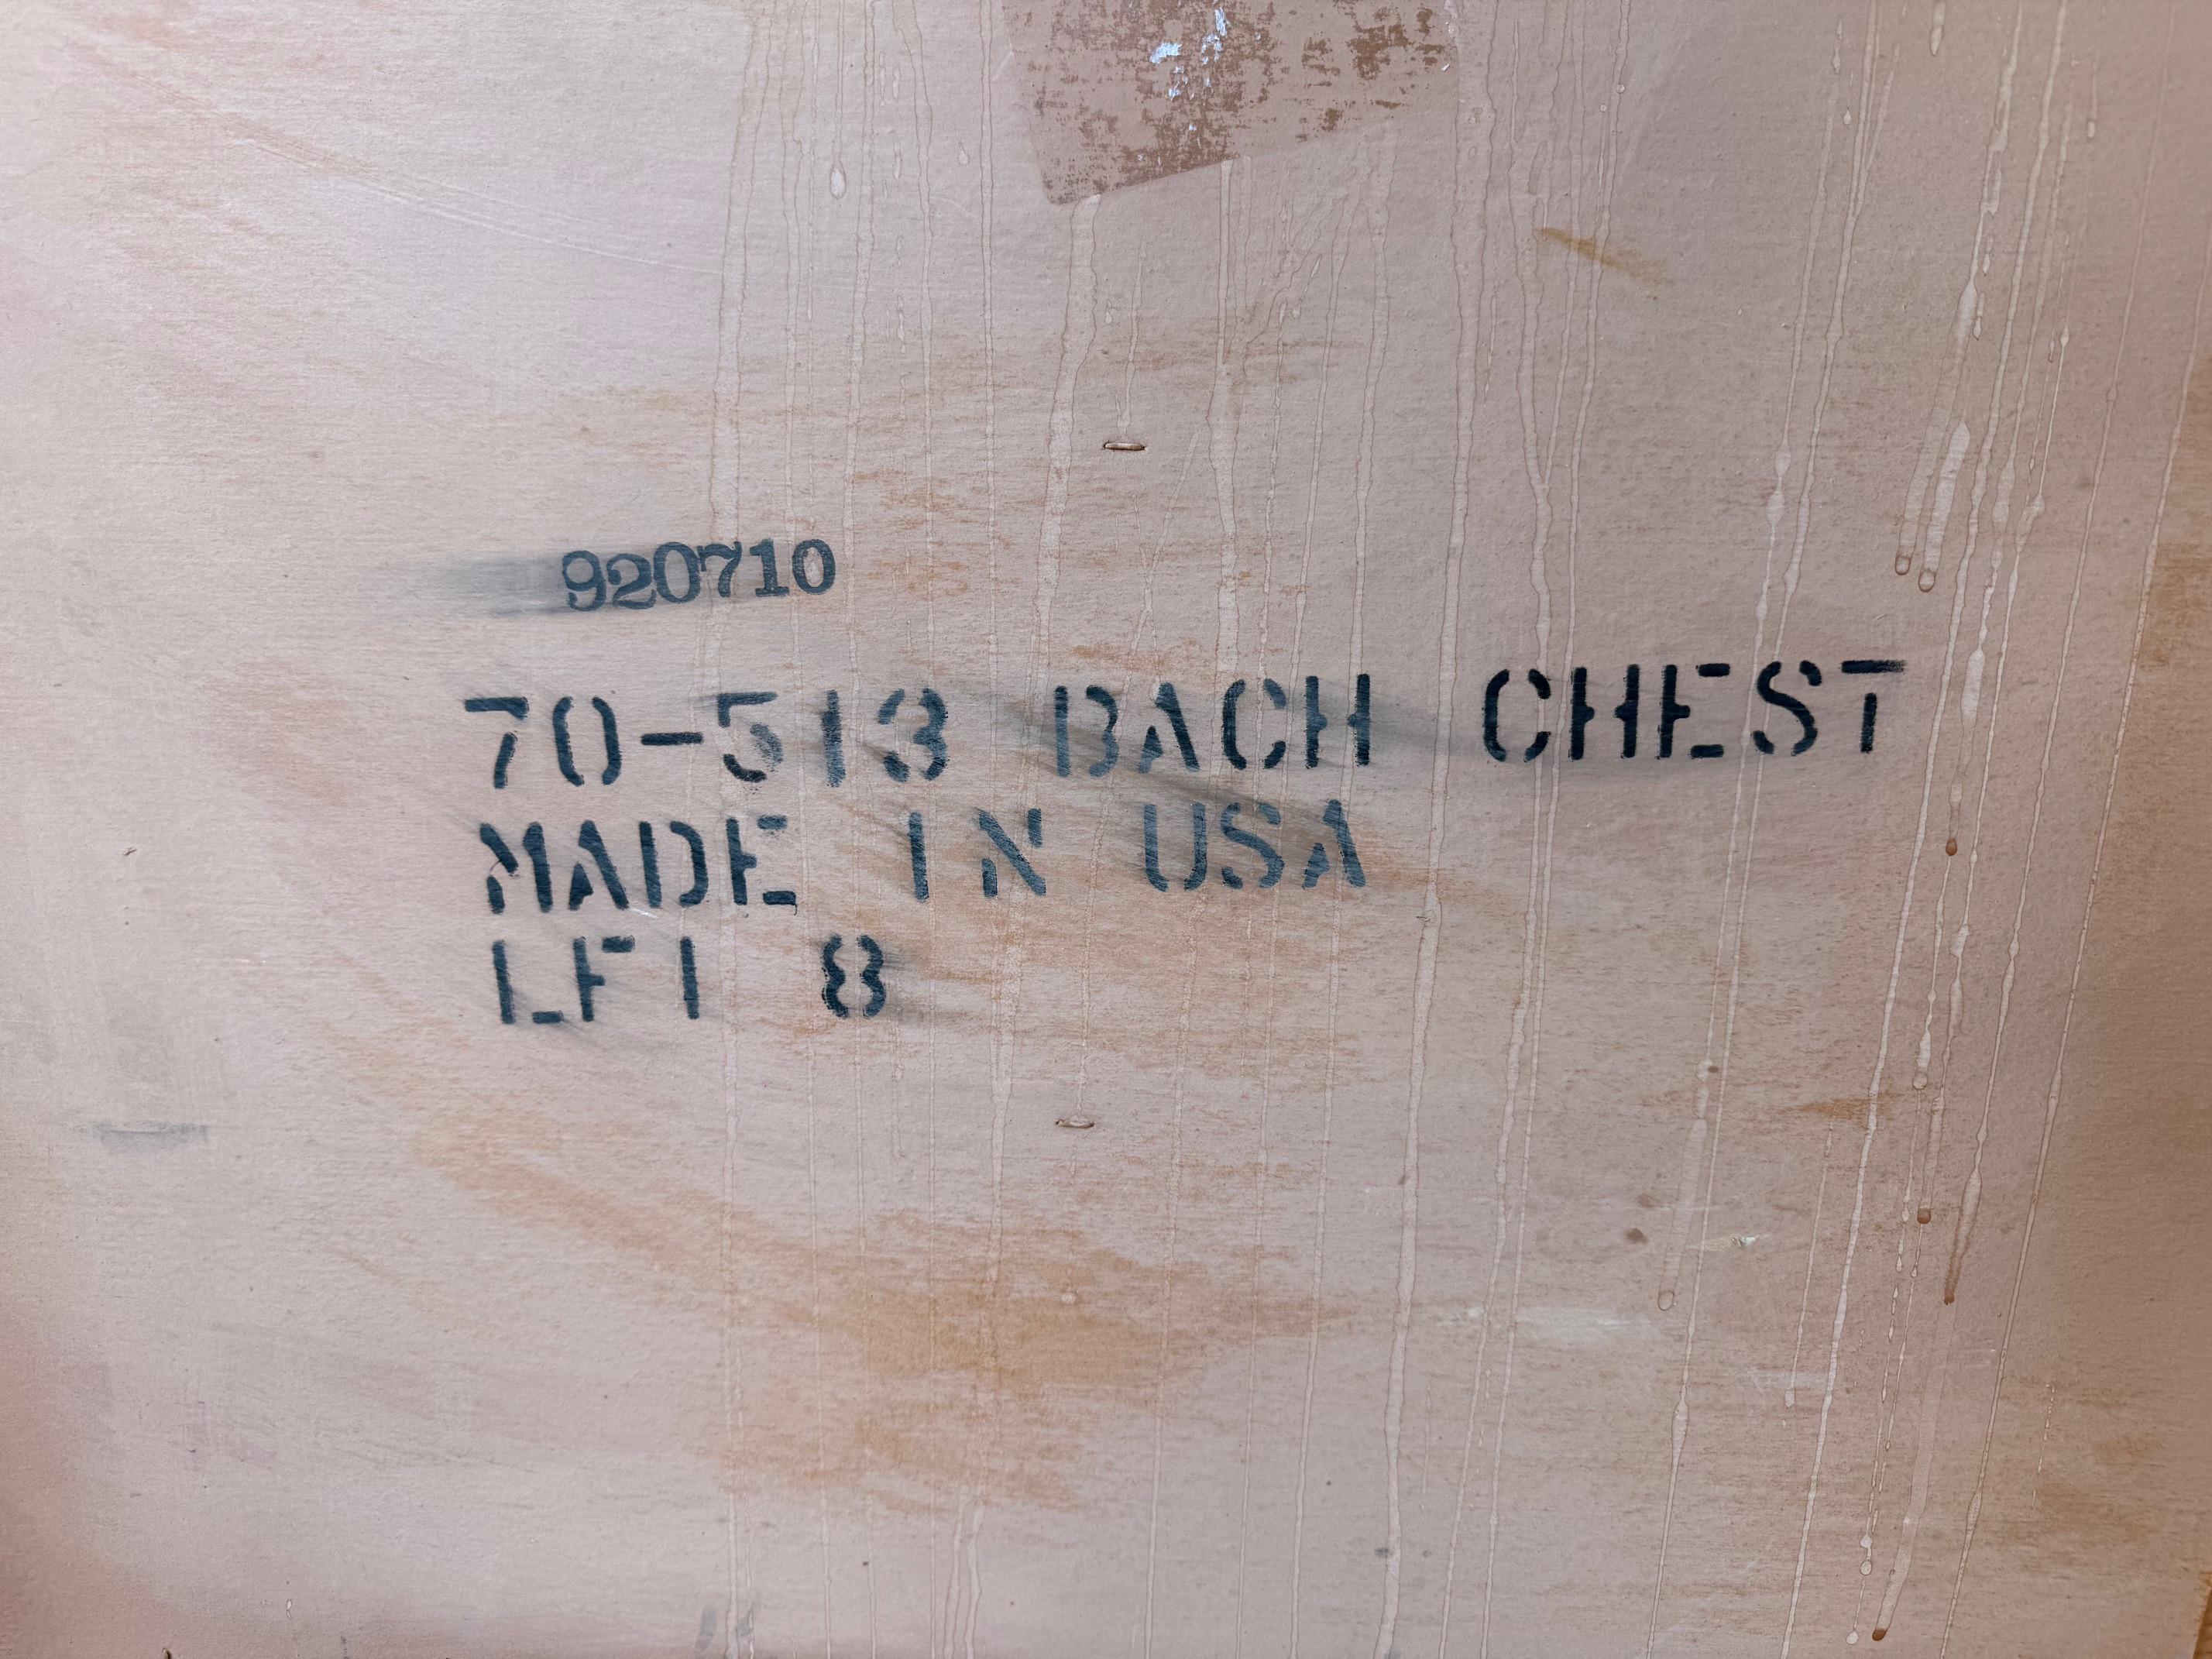 920710
70-513 BACH CHEST
MADE IN USA
LFI 8